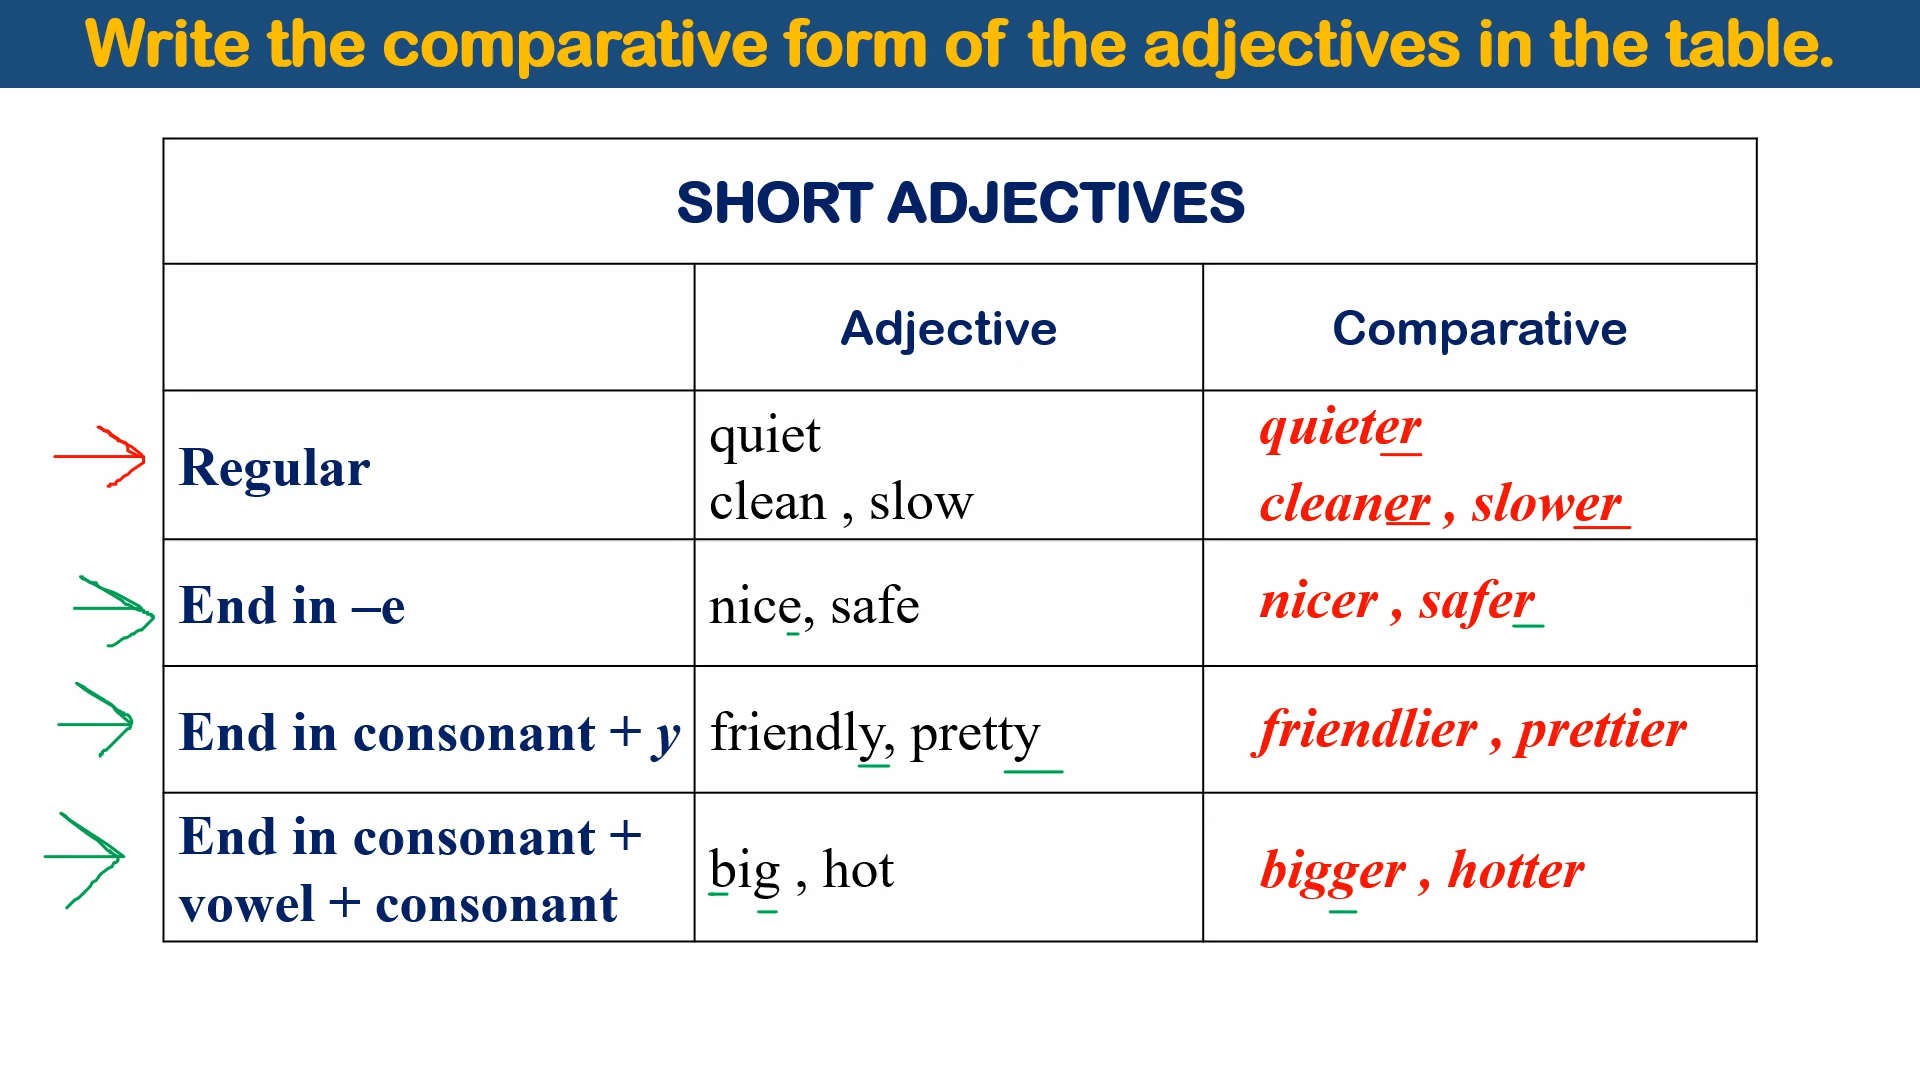 Write the comparative form of the adjectives in the table.
SHORT ADJECTIVES
Adjective
Comparative
Regular
quiet
clean , slow
quieter
cleaner , slower
End in –e
nice, safe
nicer , safer
End in consonant + y
friendly, pretty
friendlier , prettier
End in consonant +
vowel + consonant
big , hot
bigger , hotter